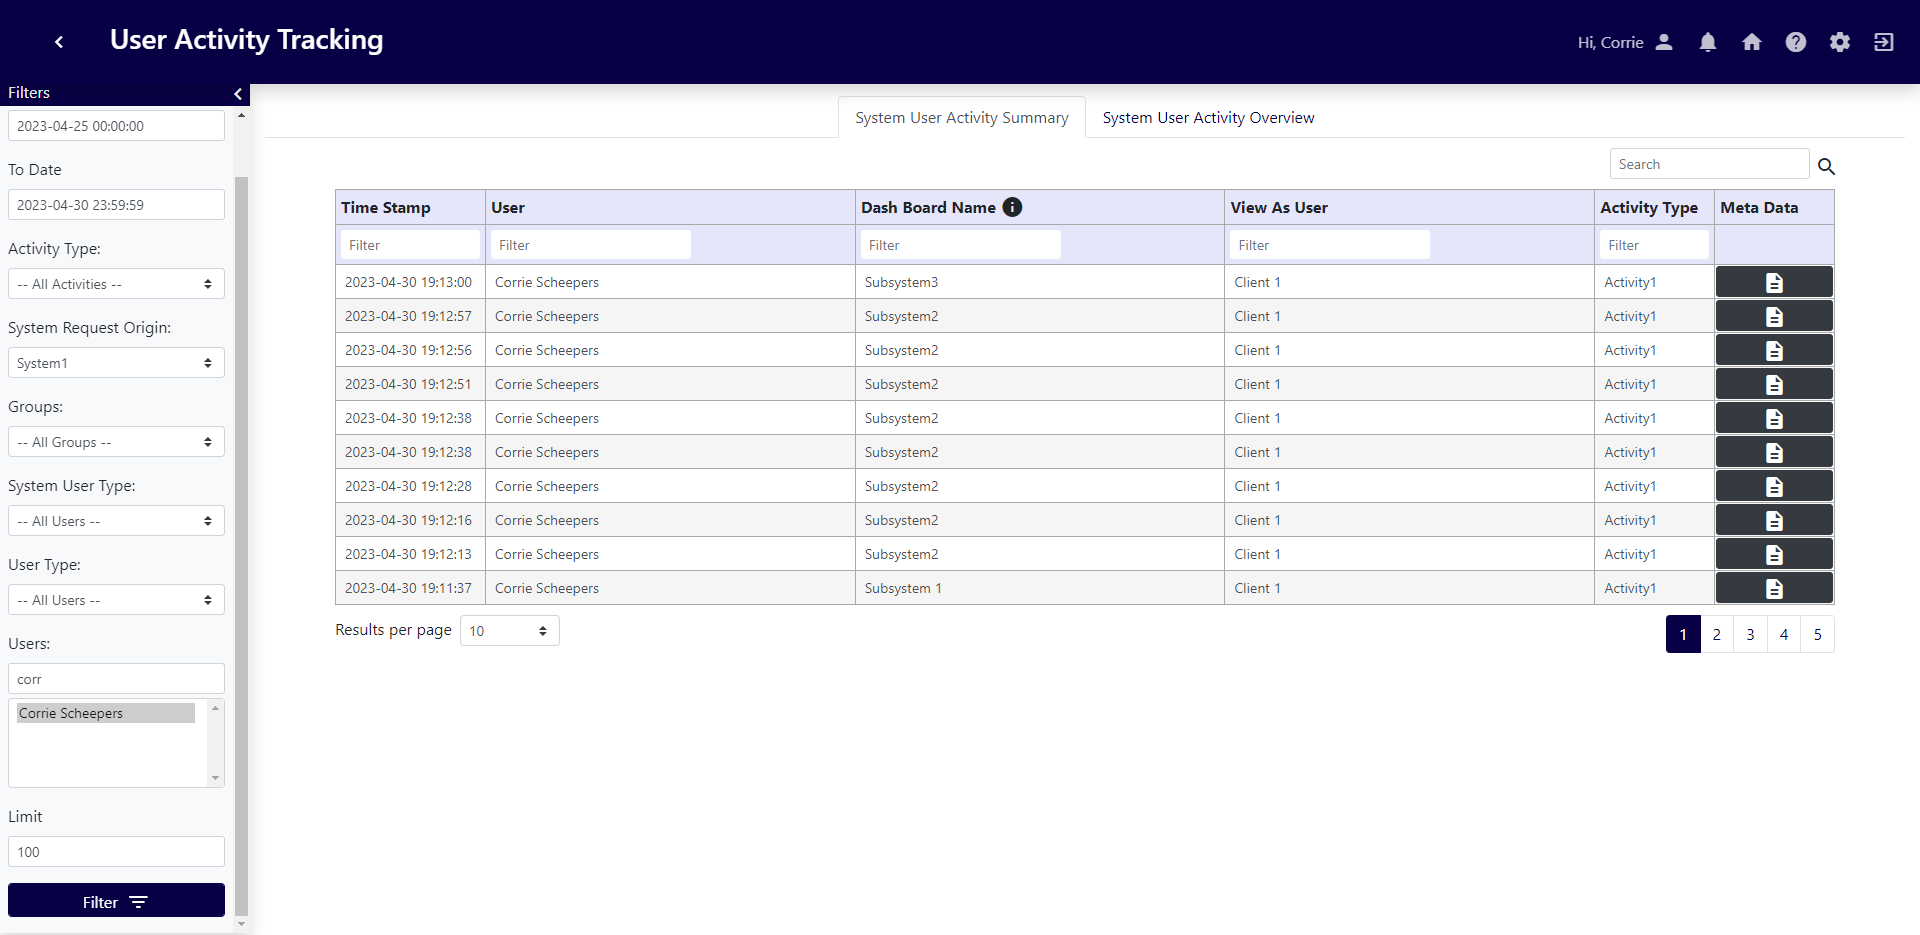 User Activity Tracking
Hi, Corrie
Filters
2023-04-25 00:00:00
To Date
2023-04-30 23:59:59
Activity Type:
-- All Activities --
System Request Origin:
System1
Groups:
-- All Groups --
System User Type:
-- All Users --
User Type:
-- All Users --
Users:
corr
Corrie Scheepers
Limit
100
Filter
System User Activity Summary System User Activity Overview
Search
Time Stamp User Dash Board Name View As User Activity Type Meta Data
Filter Filter Filter Filter Filter
2023-04-30 19:13:00 Corrie Scheepers Subsystem3 Client 1 Activity1
2023-04-30 19:12:57 Corrie Scheepers Subsystem2 Client 1 Activity1
2023-04-30 19:12:56 Corrie Scheepers Subsystem2 Client 1 Activity1
2023-04-30 19:12:51 Corrie Scheepers Subsystem2 Client 1 Activity1
2023-04-30 19:12:38 Corrie Scheepers Subsystem2 Client 1 Activity1
2023-04-30 19:12:38 Corrie Scheepers Subsystem2 Client 1 Activity1
2023-04-30 19:12:28 Corrie Scheepers Subsystem2 Client 1 Activity1
2023-04-30 19:12:16 Corrie Scheepers Subsystem2 Client 1 Activity1
2023-04-30 19:12:13 Corrie Scheepers Subsystem2 Client 1 Activity1
2023-04-30 19:11:37 Corrie Scheepers Subsystem 1 Client 1 Activity1
Results per page 10
1 2 3 4 5